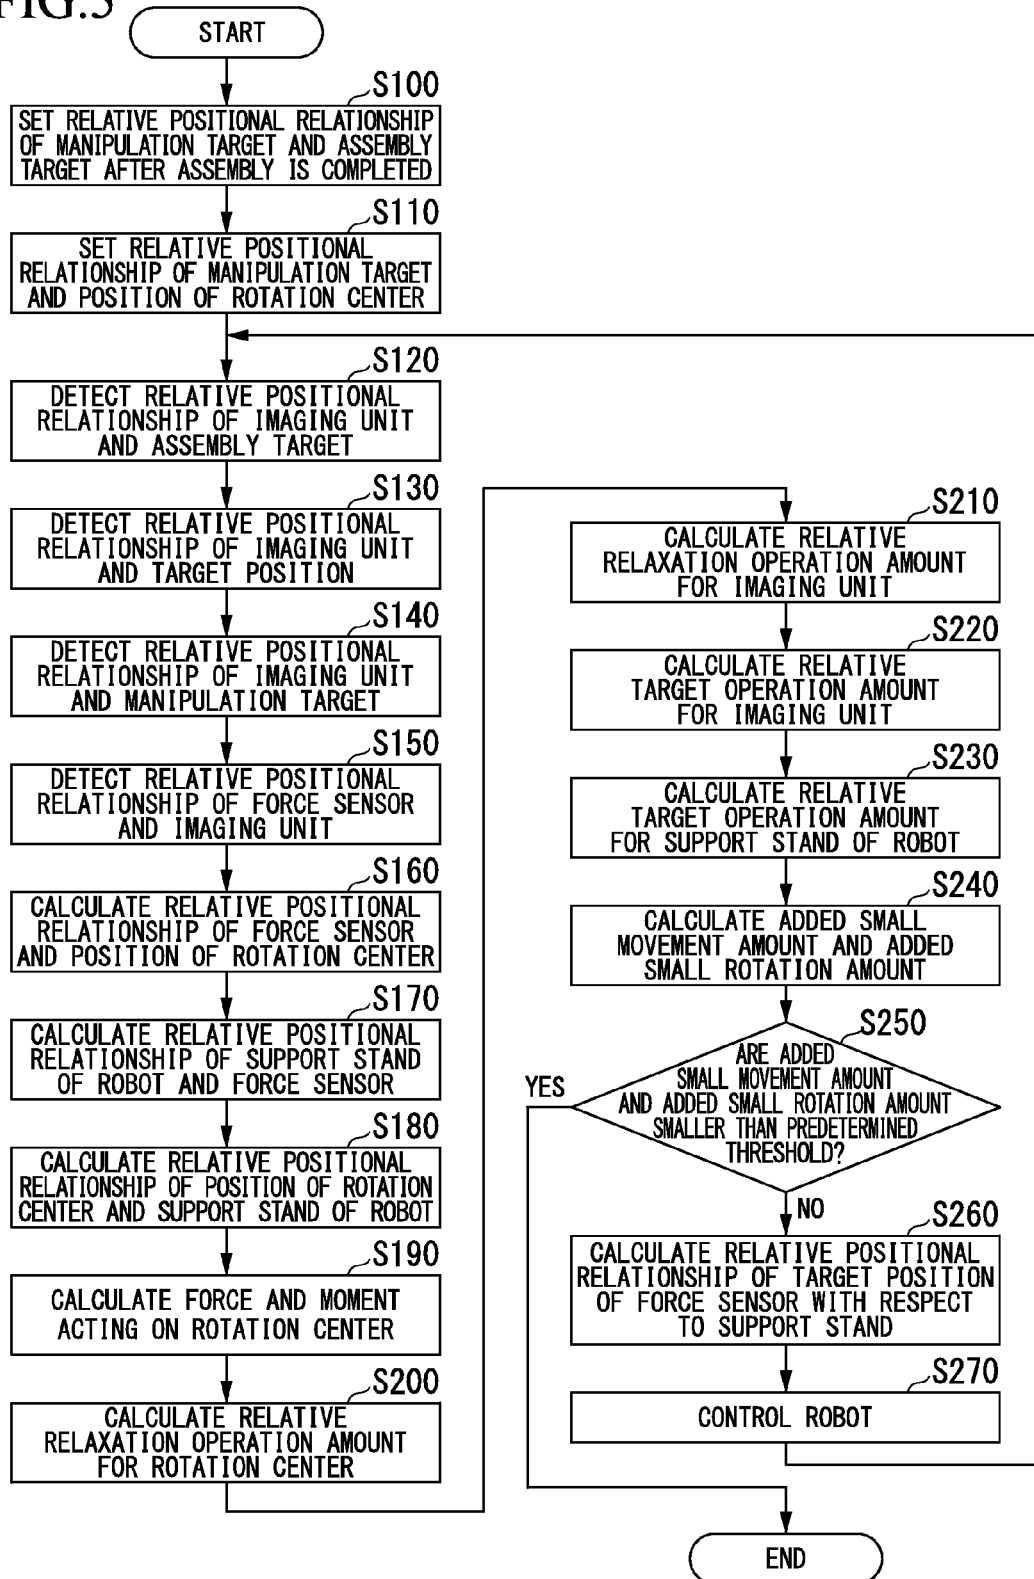 FIG.5
START
S100
SET RELATIVE POSITIONAL RELATIONSHIP
OF MANIPULATION TARGET AND ASSEMBLY
TARGET AFTER ASSEMBLY IS COMPLETED
S110
SET RELATIVE POSITIONAL
RELATIONSHIP OF MANIPULATION TARGET
AND POSITION OF ROTATION CENTER
S120
DETECT RELATIVE POSITIONAL
RELATIONSHIP OF IMAGING UNIT
AND ASSEMBLY TARGET
S130
DETECT RELATIVE POSITIONAL
RELATIONSHIP OF IMAGING UNIT
AND TARGET POSITION
S140
DETECT RELATIVE POSITIONAL
RELATIONSHIP OF IMAGING UNIT
AND MANIPULATION TARGET
S150
DETECT RELATIVE POSITIONAL
RELATIONSHIP OF FORCE SENSOR
AND IMAGING UNIT
S160
CALCULATE RELATIVE POSITIONAL
RELATIONSHIP OF FORCE SENSOR
AND POSITION OF ROTATION CENTER
S170
CALCULATE RELATIVE POSITIONAL
RELATIONSHIP OF SUPPORT STAND
OF ROBOT AND FORCE SENSOR
S180
CALCULATE RELATIVE POSITIONAL
RELATIONSHIP OF POSITION OF ROTATION
CENTER AND SUPPORT STAND OF ROBOT
S190
CALCULATE FORCE AND MOMENT
ACTING ON ROTATION CENTER
S200
CALCULATE RELATIVE
RELAXATION OPERATION AMOUNT
FOR ROTATION CENTER
S210
CALCULATE RELATIVE
RELAXATION OPERATION AMOUNT
FOR IMAGING UNIT
S220
CALCULATE RELATIVE
TARGET OPERATION AMOUNT
FOR IMAGING UNIT
S230
CALCULATE RELATIVE
TARGET OPERATION AMOUNT
FOR SUPPORT STAND OF ROBOT
S240
CALCULATE ADDED SMALL
MOVEMENT AMOUNT AND ADDED
SMALL ROTATION AMOUNT
S250
ARE ADDED
SMALL MOVEMENT AMOUNT
AND ADDED SMALL ROTATION AMOUNT
SMALLER THAN PREDETERMINED
THRESHOLD?
YES
NO
S260
CALCULATE RELATIVE POSITIONAL
RELATIONSHIP OF TARGET POSITION
OF FORCE SENSOR WITH RESPECT
TO SUPPORT STAND
S270
CONTROL ROBOT
END